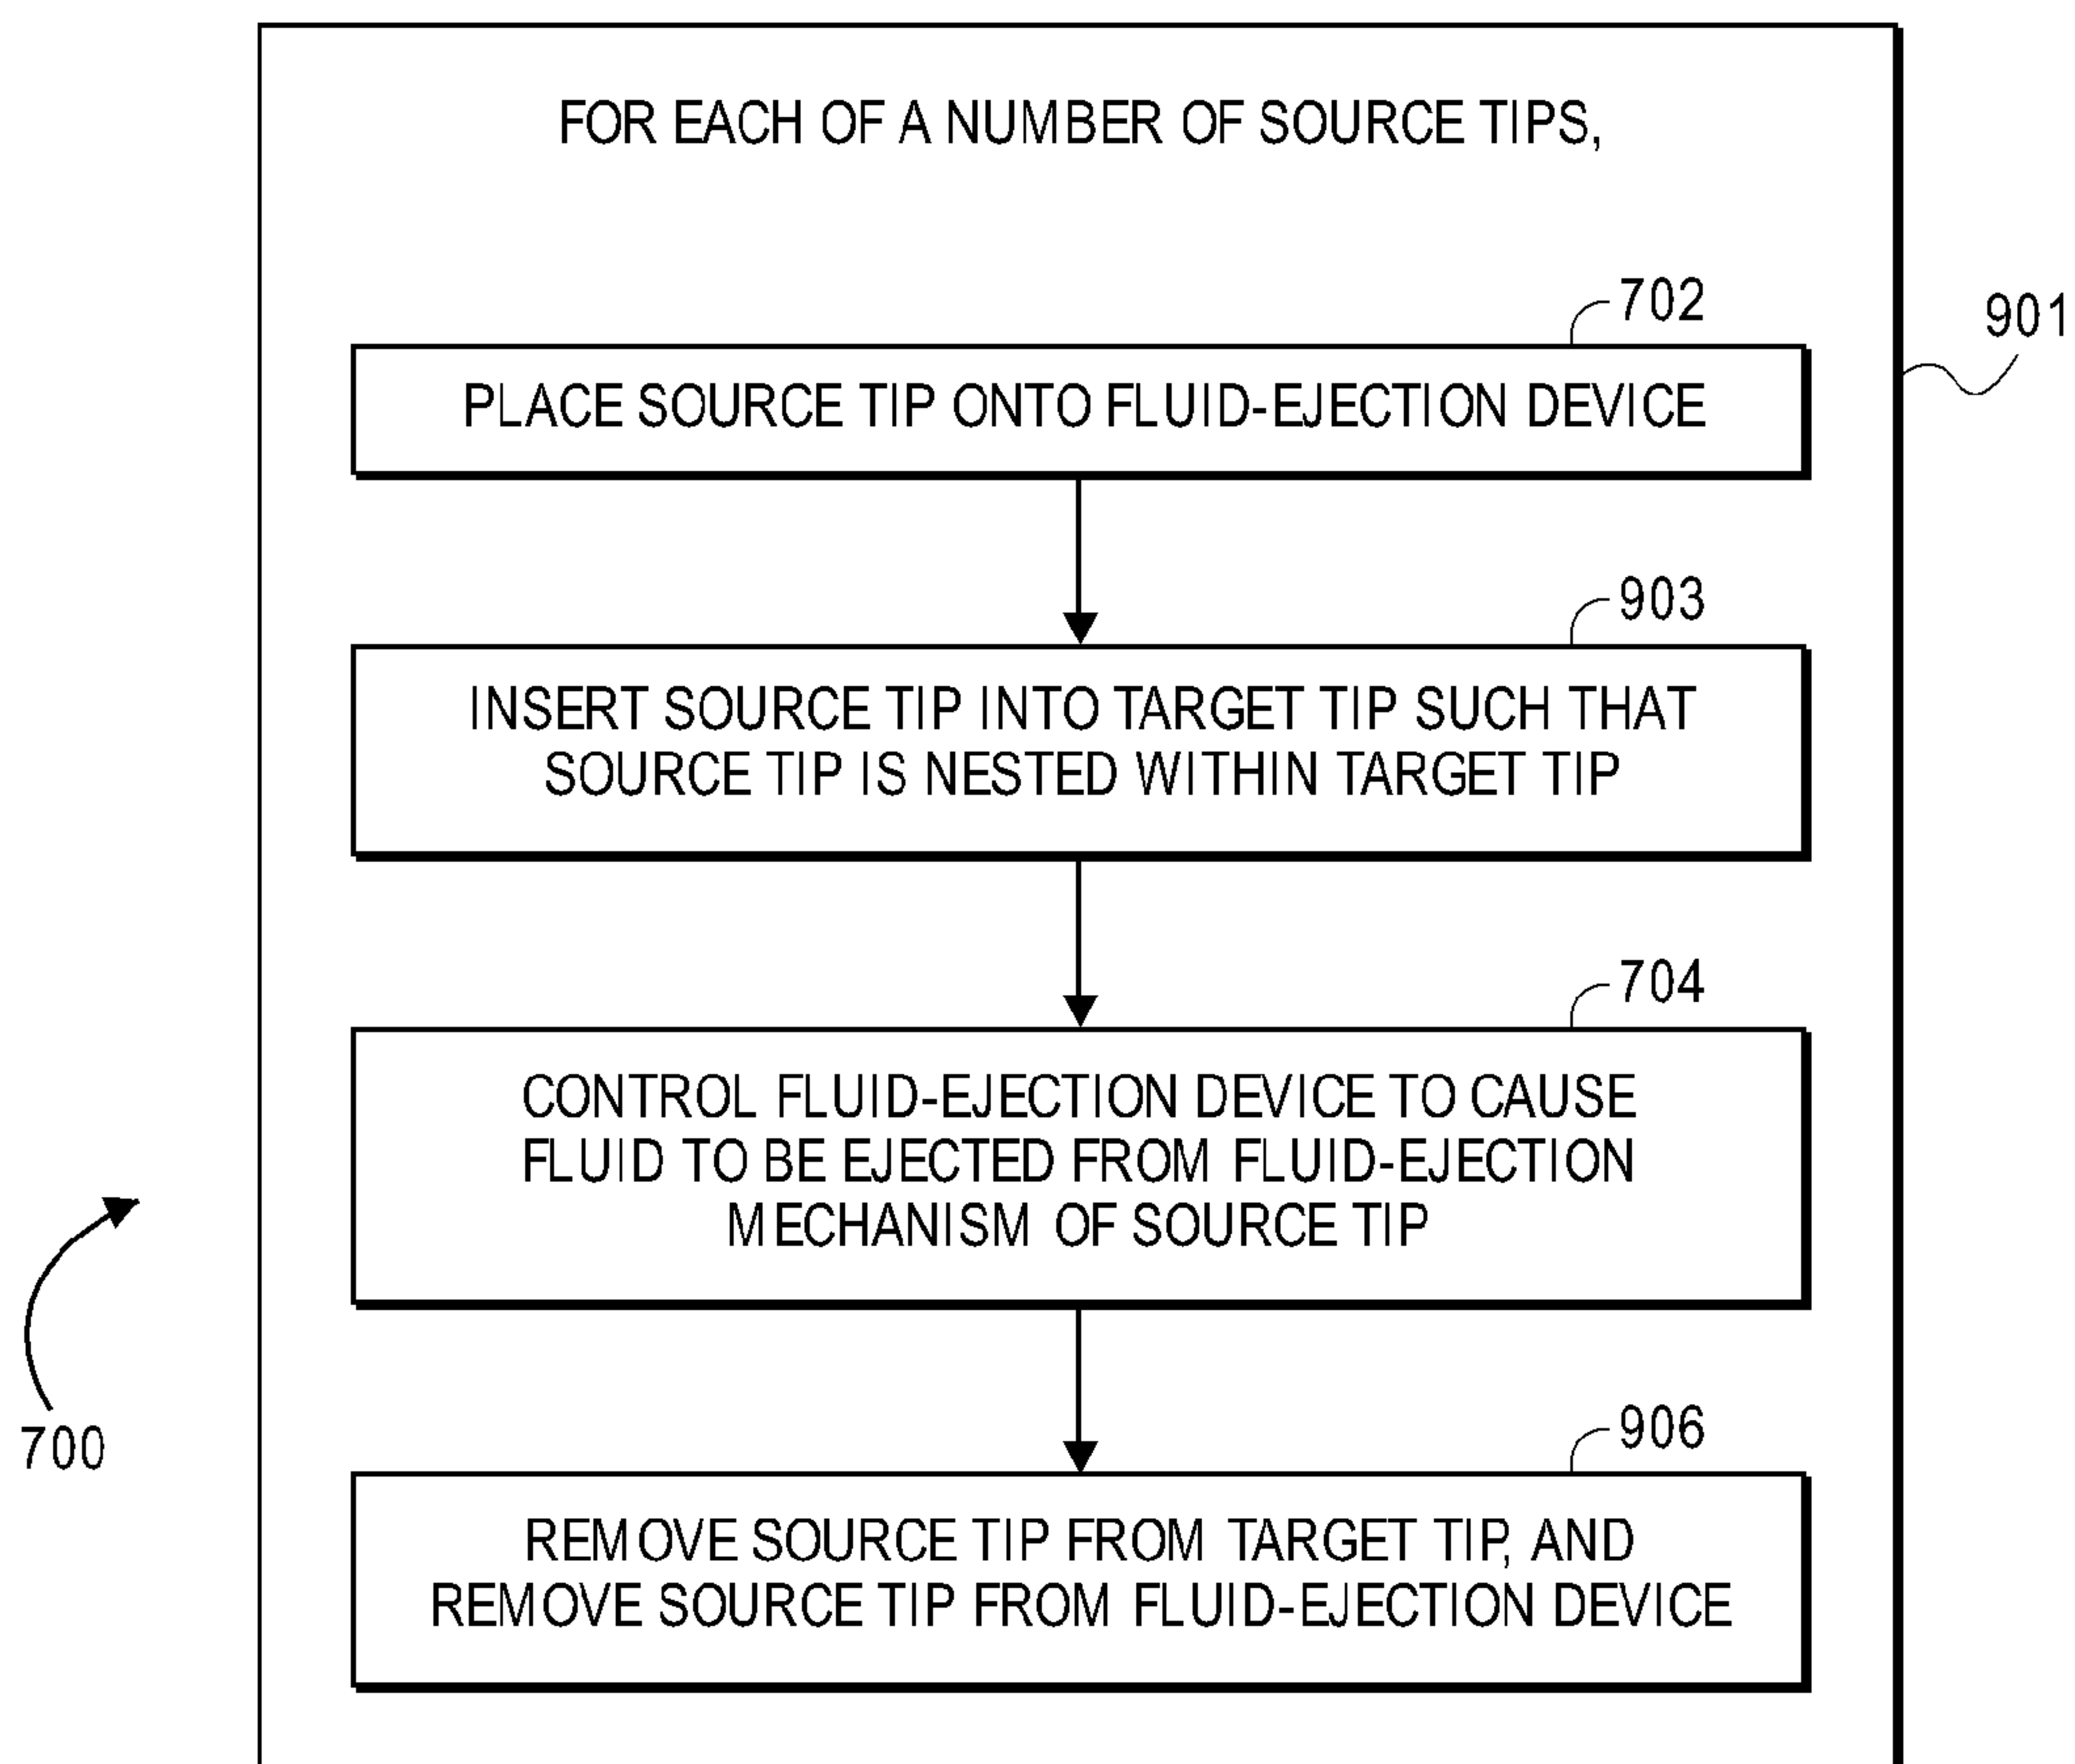 FOR EACH OF A NUMBER OF SOURCE TIPS,
702
901
PLACE SOURCE TIP ONTO FLUID-EJECTION DEVICE
903
INSERT SOURCE TIP INTO TARGET TIP SUCH THAT
SOURCE TIP IS NESTED WITHIN TARGET TIP
704
CONTROL FLUID-EJECTION DEVICE TO CAUSE
FLUID TO BE EJECTED FROM FLUID-EJECTION
MECHANISM OF SOURCE TIP
700
906
REMOVE SOURCE TIP FROM TARGET TIP, AND
REMOVE SOURCE TIP FROM FLUID-EJECTION DEVICE